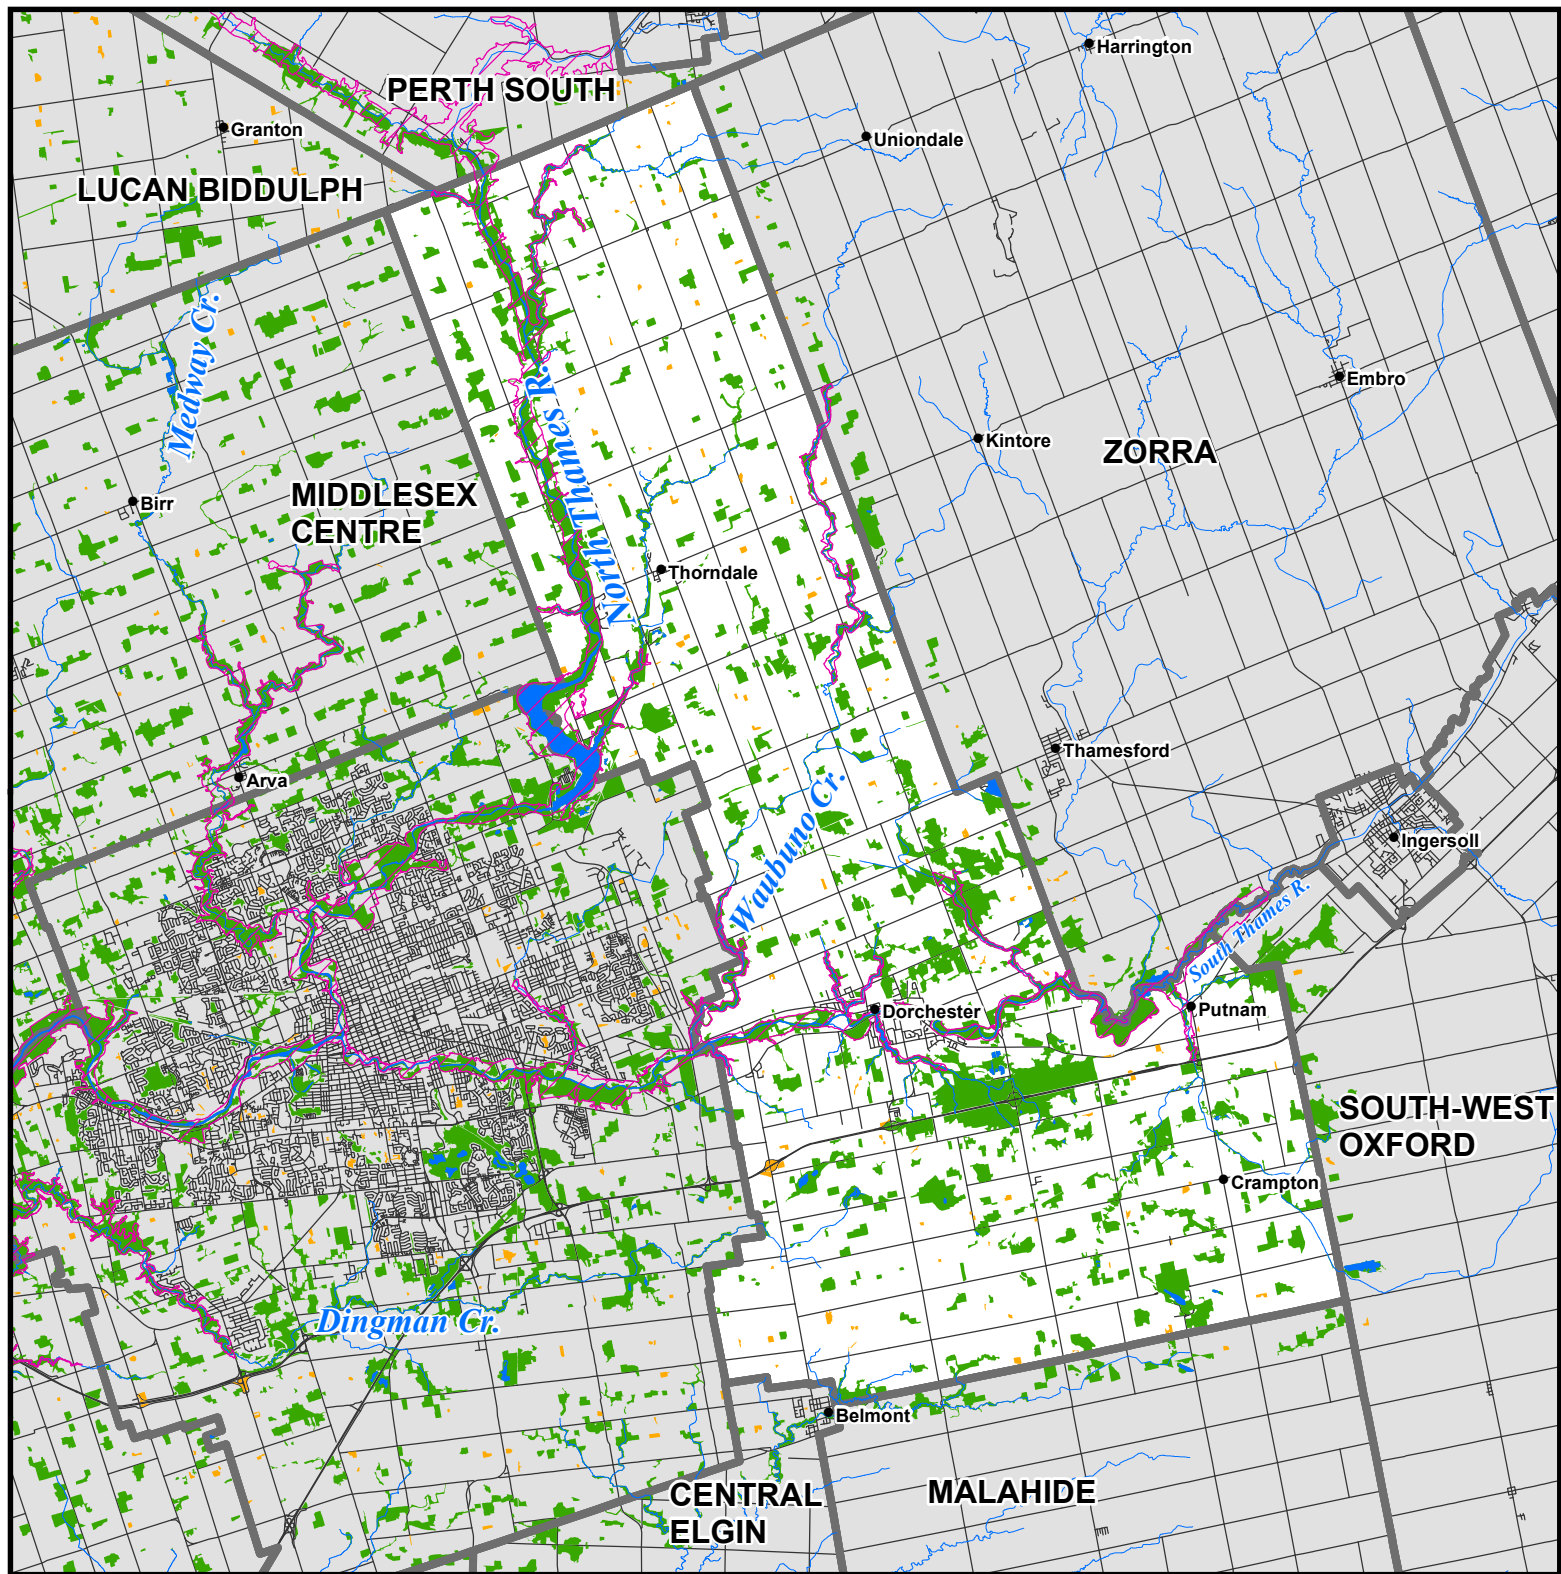 Harrington
PERTH SOUTH
Granton
Uniondale
LUCAN BIDDULPH
Medway Cr.
North Thames R.
Embro
Kintore
ZORRA
Birr
MIDDLESEX
CENTRE
Thorndale
Thamesford
Arva
Waubuno Cr.
Ingersoll
South Thames R.
Dorchester
Putnam
SOUTH-WEST
OXFORD
Crampton
Dingman Cr.
Belmont
CENTRAL
ELGIN
MALAHIDE